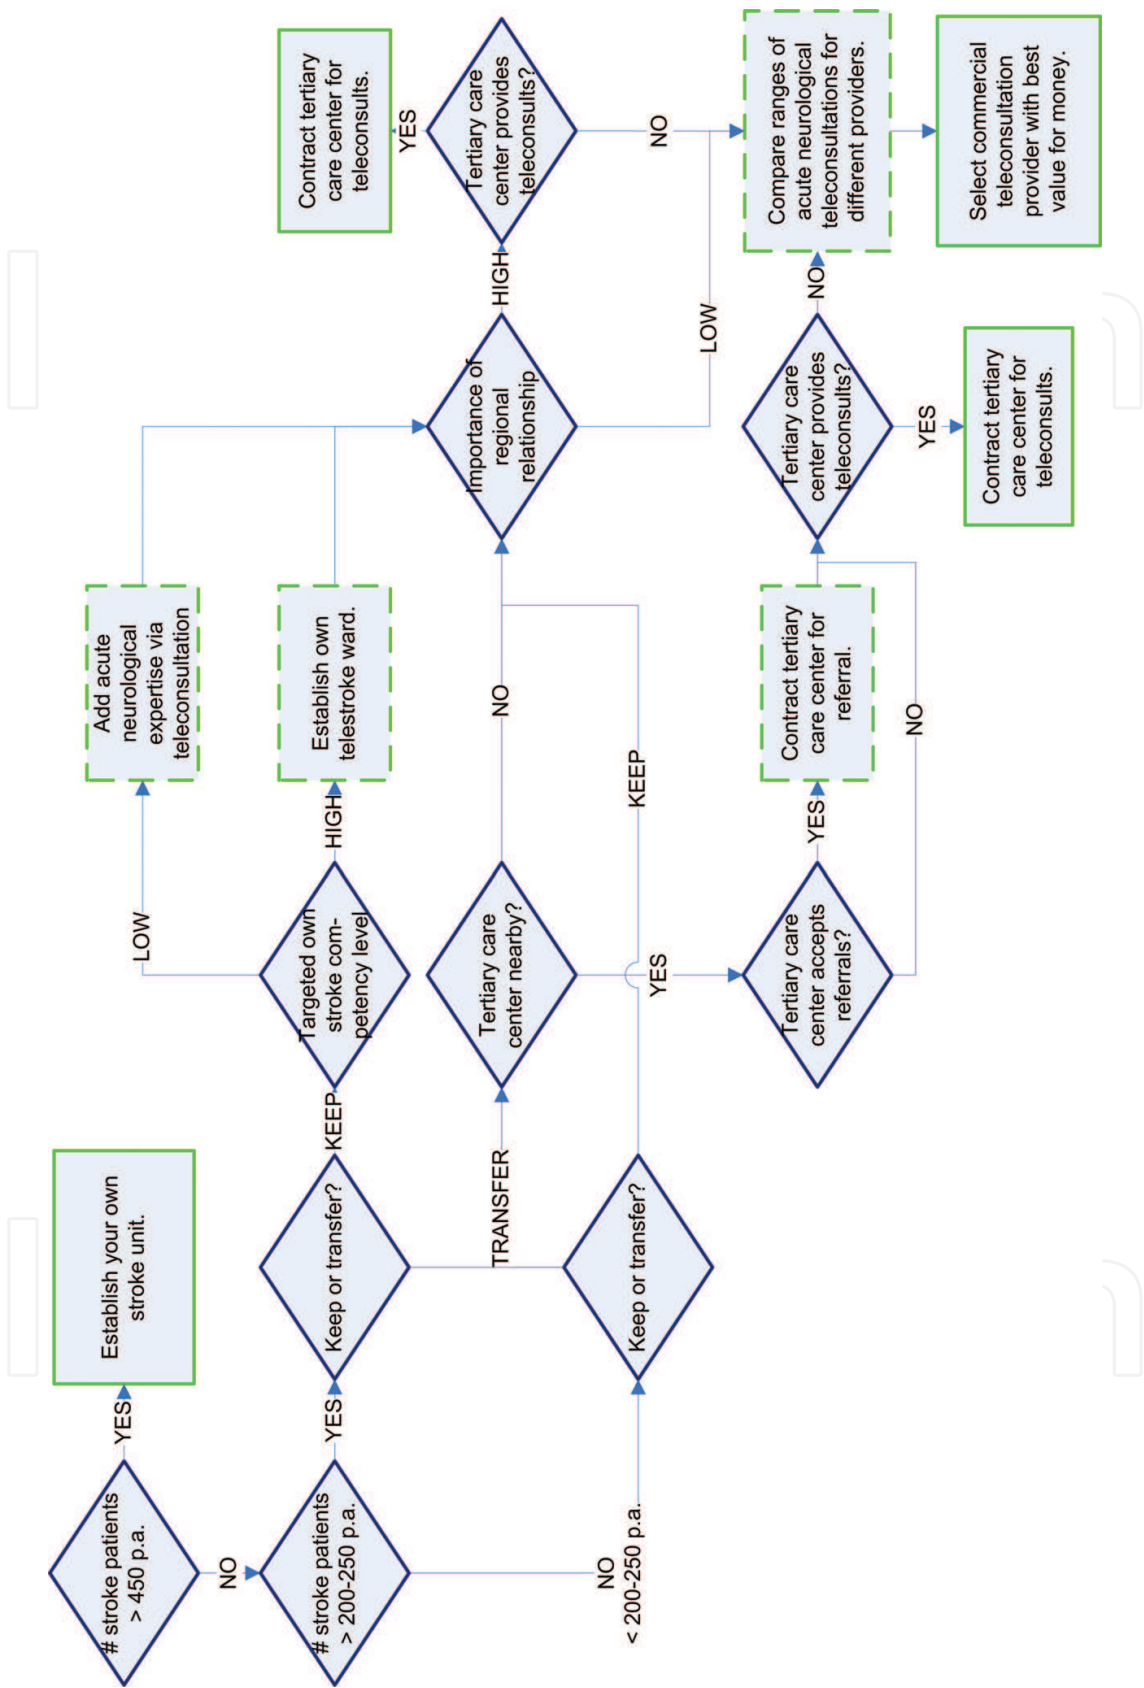 # stroke patients
> 450 p.a.
YES
Establish your own
stroke unit.
NO
# stroke patients
> 200-250 p.a.
YES
Keep or transfer?
KEEP
Targeted own
stroke com-
petency level
LOW
Add acute
neurological
expertise via
teleconsultation
HIGH
Establish own
telestroke ward.
NO
< 200-250 p.a.
Keep or transfer?
TRANSFER
Tertiary care
center nearby?
NO
KEEP
Importance of
regional
relationship
HIGH
Tertiary care
center provides
teleconsults?
YES
Contract tertiary
care center for
teleconsults.
NO
LOW
YES
Tertiary care
center accepts
referrals?
YES
Contract tertiary
care center for
referral.
NO
Tertiary care
center provides
teleconsults?
NO
Compare ranges of
acute neurological
teleconsultations for
different providers.
YES
Contract tertiary
care center for
teleconsults.
Select commercial
teleconsultation
provider with best
value for money.